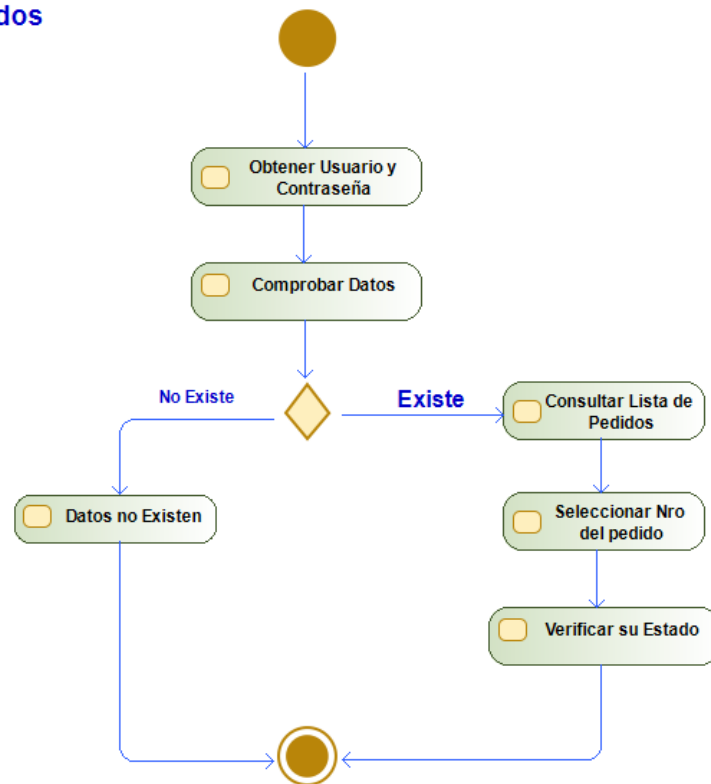 dos
Obtener Usuario y
Contraseña
Comprobar Datos
No Existe
Existe
Consultar Lista de
Pedidos
Datos no Existen
Seleccionar Nro
del pedido
Verificar su Estado